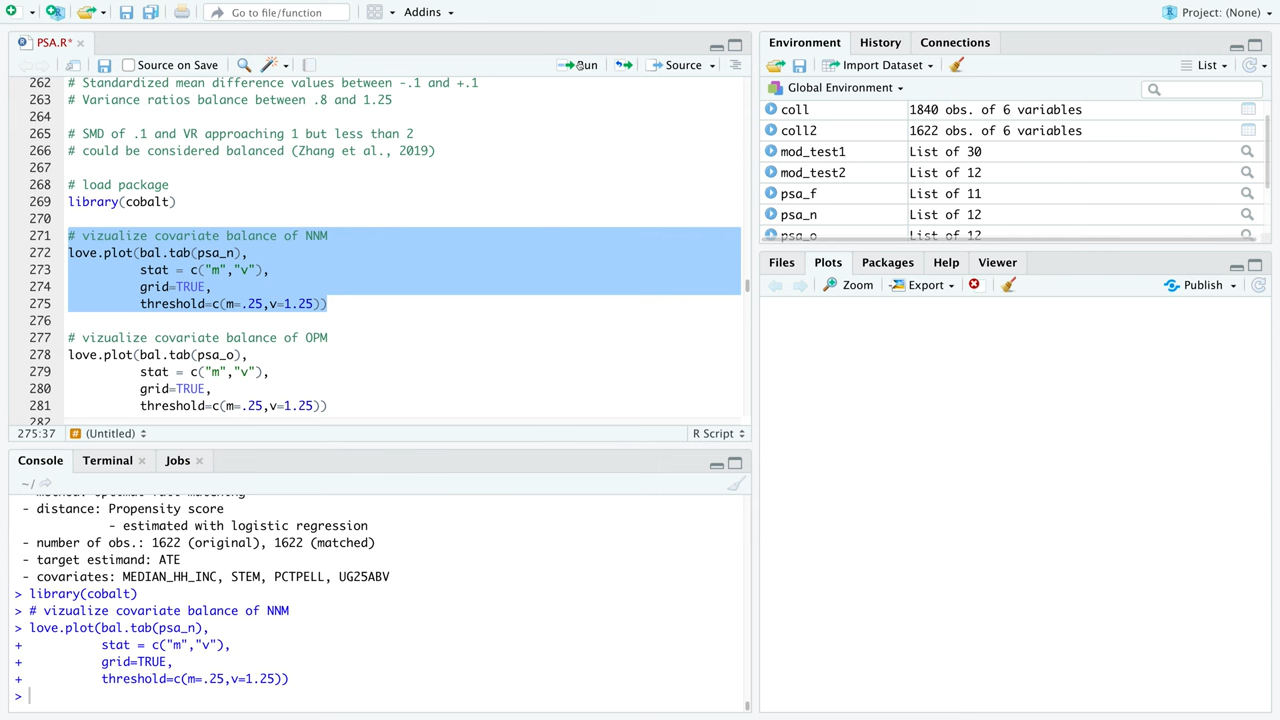 Go to file/function
Addins
Project: (None)
PSA.R*
Source on Save
Run
Source
262 # Standardized mean difference values between -.1 and +.1
263 # Variance ratios balance between .8 and 1.25
264
265 # SMD of .1 and VR approaching 1 but less than 2
266 # could be considered balanced (Zhang et al., 2019)
267
268 # load package
269 library(cobalt)
270
271 # vizualize covariate balance of NNM
272 love.plot(bal.tab(psa_n),
273 stat = c("m","v"),
274 grid=TRUE,
275 threshold=c(m=.25,v=1.25))
276
277 # vizualize covariate balance of OPM
278 love.plot(bal.tab(psa_o),
279 stat = c("m","v"),
280 grid=TRUE,
281 threshold=c(m=.25,v=1.25))
282
275:37 (Untitled) R Script
Console Terminal Jobs
~/
- method: optimal full matching
- distance: Propensity score
- estimated with logistic regression
- number of obs.: 1622 (original), 1622 (matched)
- target estimand: ATE
- covariates: MEDIAN_HH_INC, STEM, PCTPELL, UG25ABV
> library(cobalt)
> # vizualize covariate balance of NNM
> love.plot(bal.tab(psa_n),
+ stat = c("m","v"),
+ grid=TRUE,
+ threshold=c(m=.25,v=1.25))
>
Environment History Connections
Import Dataset List
Global Environment
coll 1840 obs. of 6 variables
coll2 1622 obs. of 6 variables
mod_test1 List of 30
mod_test2 List of 12
psa_f List of 11
psa_n List of 12
psa_o List of 12
Files Plots Packages Help Viewer
Zoom Export Publish